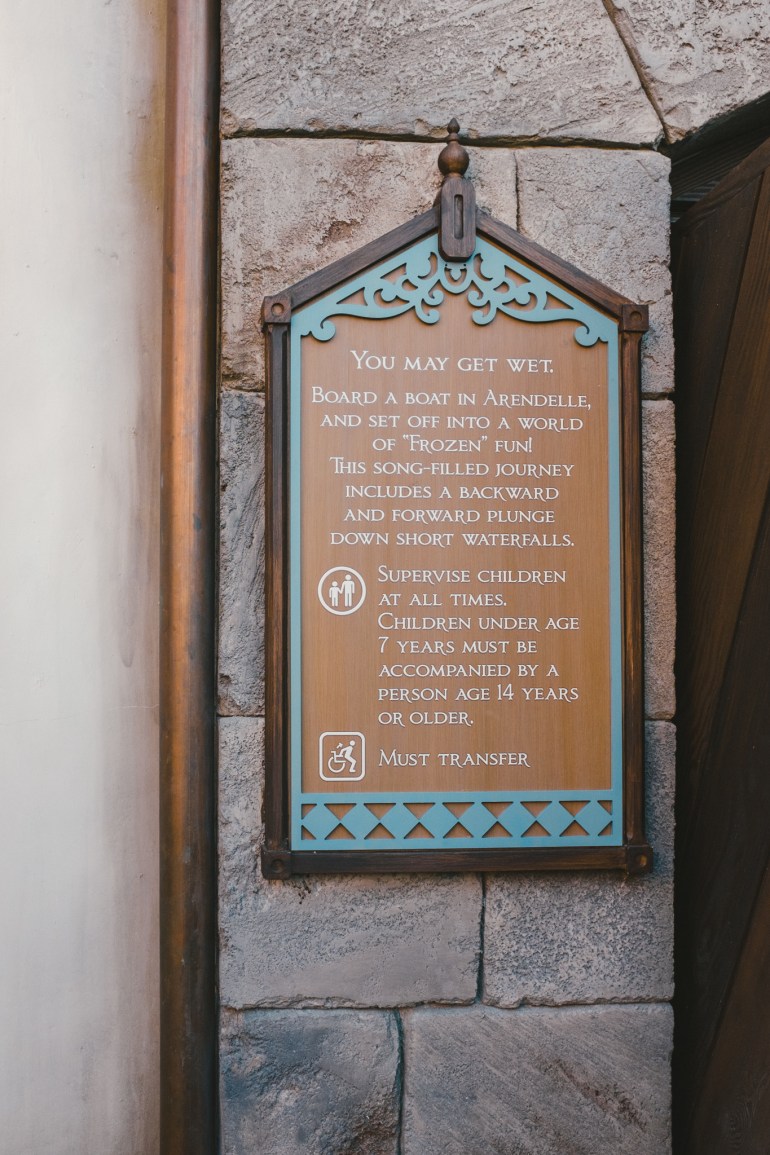 You may get wet.
Board a boat in Arendelle,
and set off into a world
of "Frozen" fun!
This song-filled journey
includes a backward
and forward plunge
down short waterfalls.
Supervise children
at all times.
Children under age
7 years must be
accompanied by a
person age 14 years
or older.
Must transfer